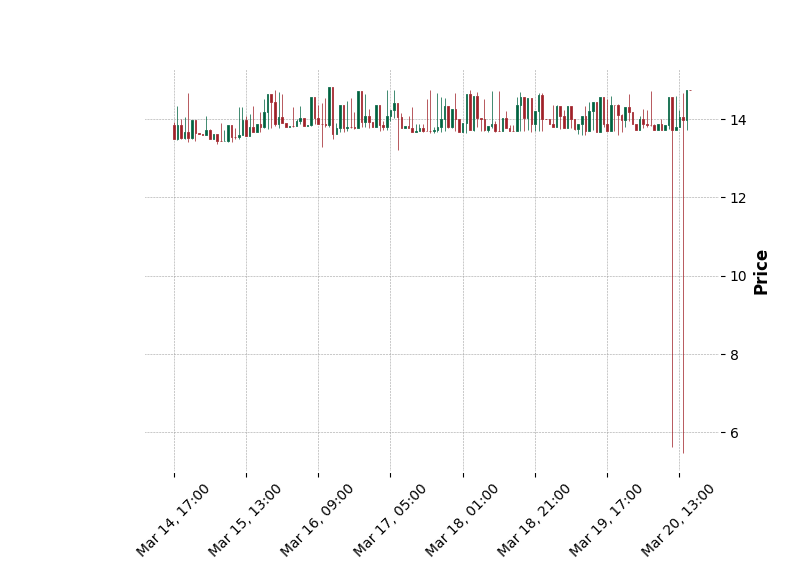 14
12
10
8
6
Price
Mar 14, 17:00
Mar 15, 13:00
Mar 16, 09:00
Mar 17, 05:00
Mar 18, 01:00
Mar 18, 21:00
Mar 19, 17:00
Mar 20, 13:00